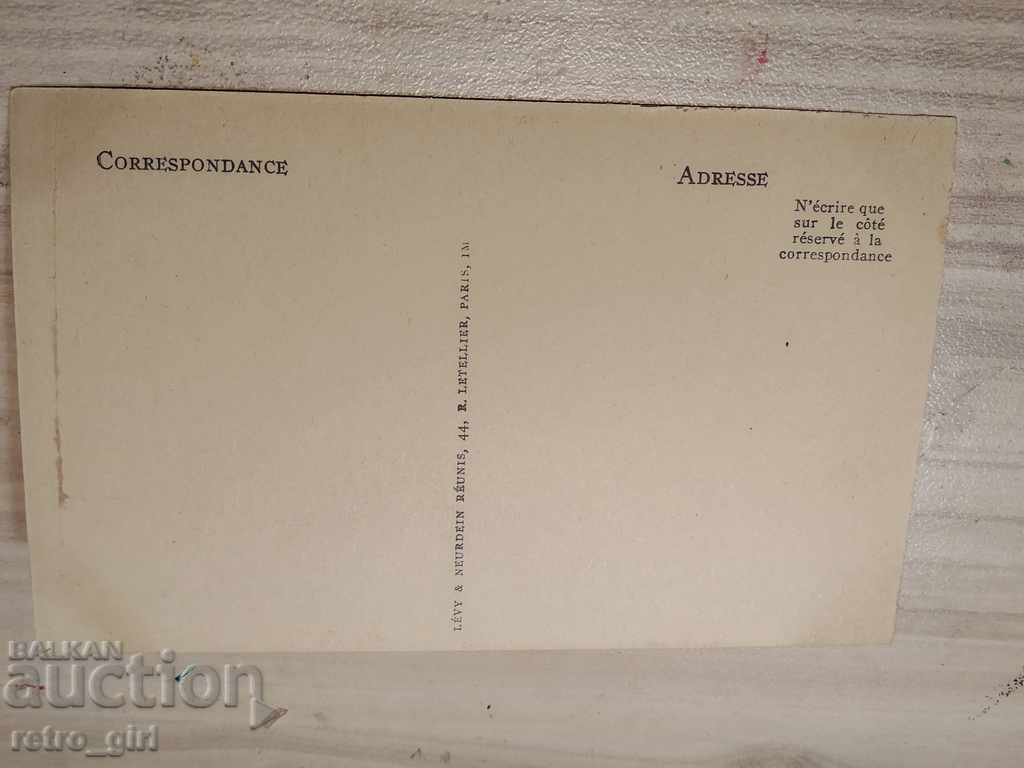 CORRESPONDANCE
ADRESSE
N'écrire que
sur le côté
réservé à la
correspondance
LÉVY & NEURDEIN RÉUNIS, 44, R. LETELLIER, PARIS, IM
BALKAN
auction
retro_girl